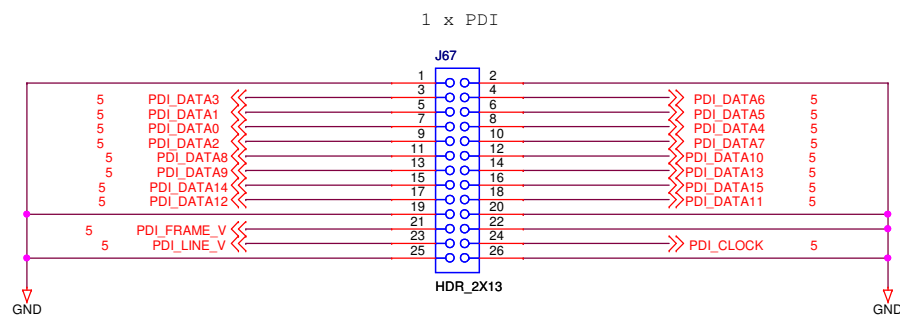 1 x PDI
J67
1 2
3 4
5 PDI_DATA3 PDI_DATA6 5
5 6
5 PDI_DATA1 PDI_DATA5 5
7 8
5 PDI_DATA0 PDI_DATA4 5
9 10
5 PDI_DATA2 PDI_DATA7 5
11 12
5 PDI_DATA8 PDI_DATA10 5
13 14
5 PDI_DATA9 PDI_DATA13 5
15 16
5 PDI_DATA14 PDI_DATA15 5
17 18
5 PDI_DATA12 PDI_DATA11 5
19 20
21 22
5 PDI_FRAME_V
23 24
5 PDI_LINE_V PDI_CLOCK 5
25 26
HDR_2X13
GND GND